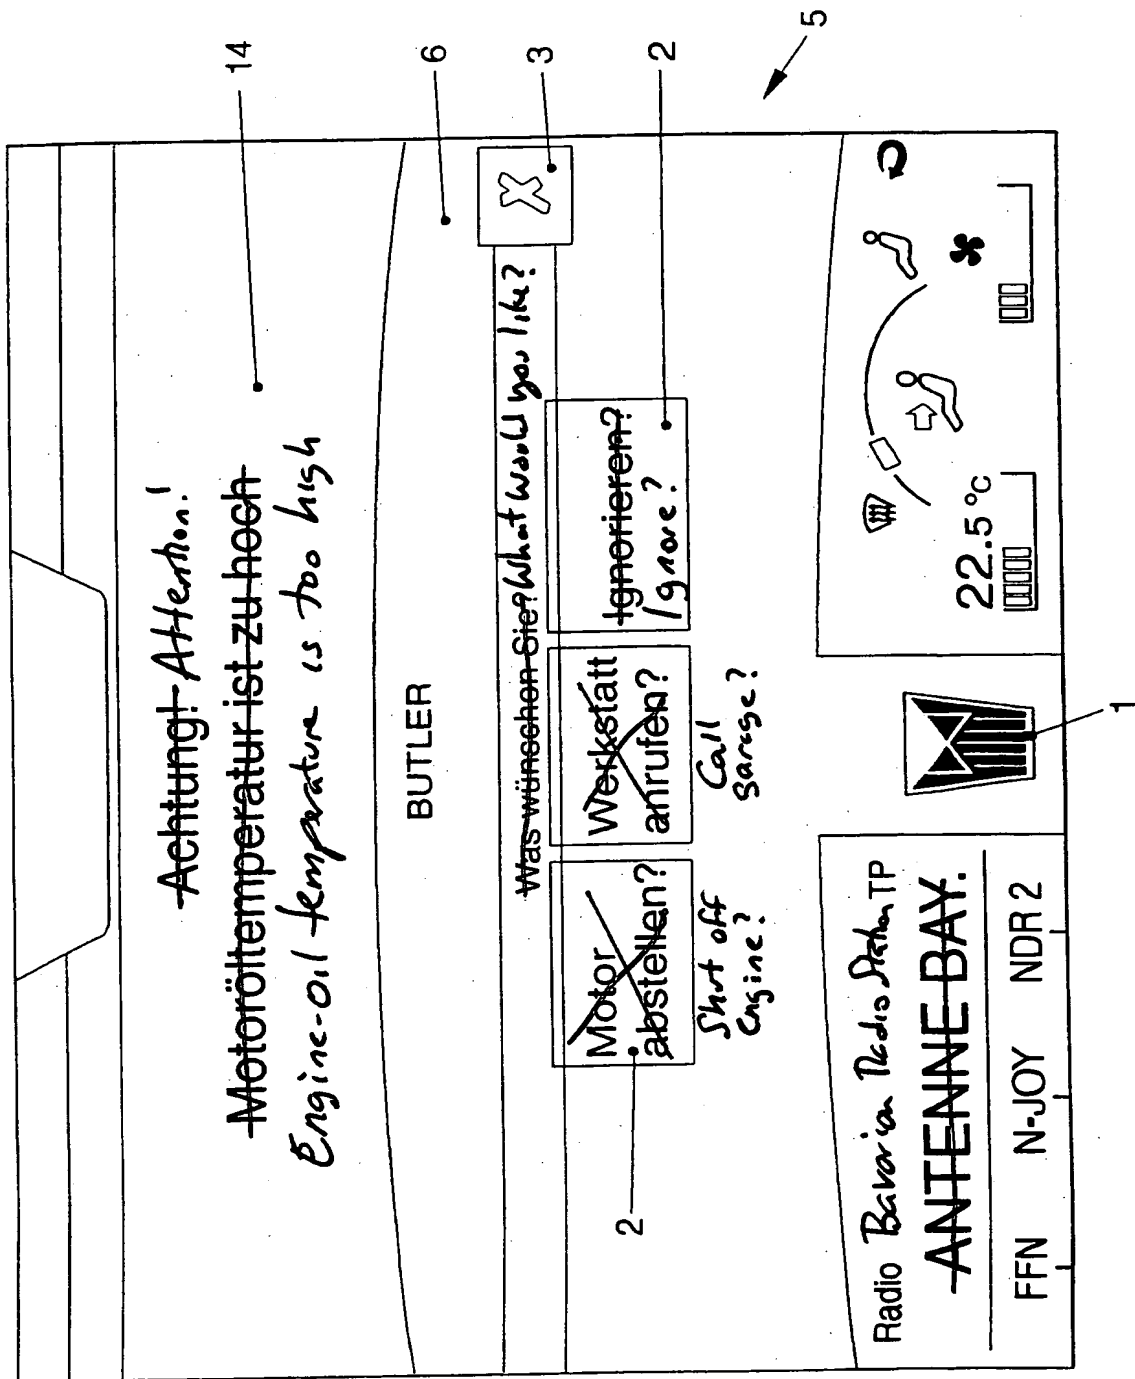 14
6
3
2
5
Achtung! Attention!
Motoröltemperatur ist zu hoch
Engine-oil temperature is too high
BUTLER
Was wünschen Sie? What would you like?
X
Motor abstellen?
Shut off engine?
Werkstatt anrufen?
Call garage?
Ignorieren?
Ignore?
2
Radio Bavarian Radio Station TP
ANTENNE BAY.
FFN N-JOY NDR 2
1
22.5 °C